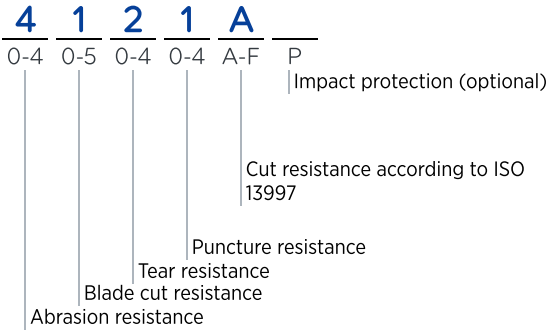 4 1 2 1 A
0-4 0-5 0-4 0-4 A-F P
Impact protection (optional)
Cut resistance according to ISO
13997
Puncture resistance
Tear resistance
Blade cut resistance
Abrasion resistance